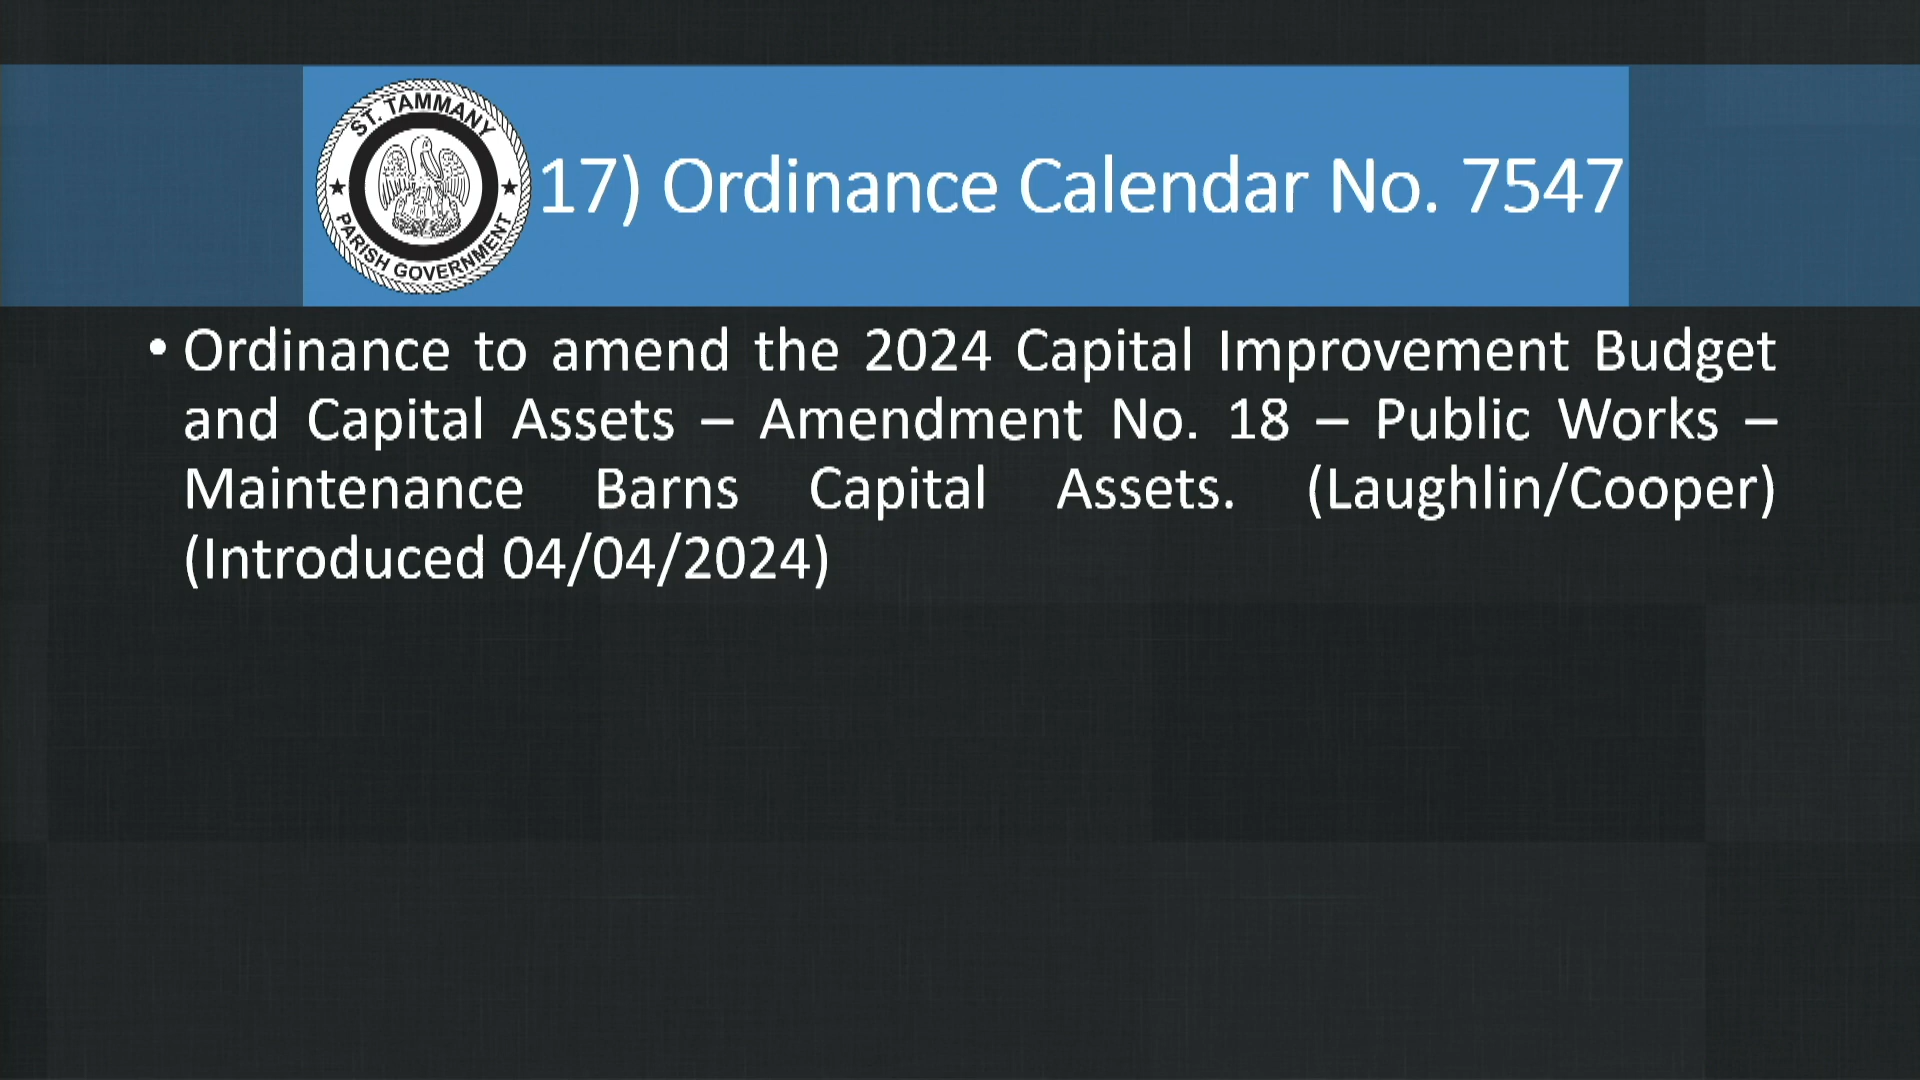 ST. TAMMANY
PARISH GOVERNMENT
17) Ordinance Calendar No. 7547
• Ordinance to amend the 2024 Capital Improvement Budget
and Capital Assets – Amendment No. 18 – Public Works –
Maintenance Barns Capital Assets. (Laughlin/Cooper)
(Introduced 04/04/2024)